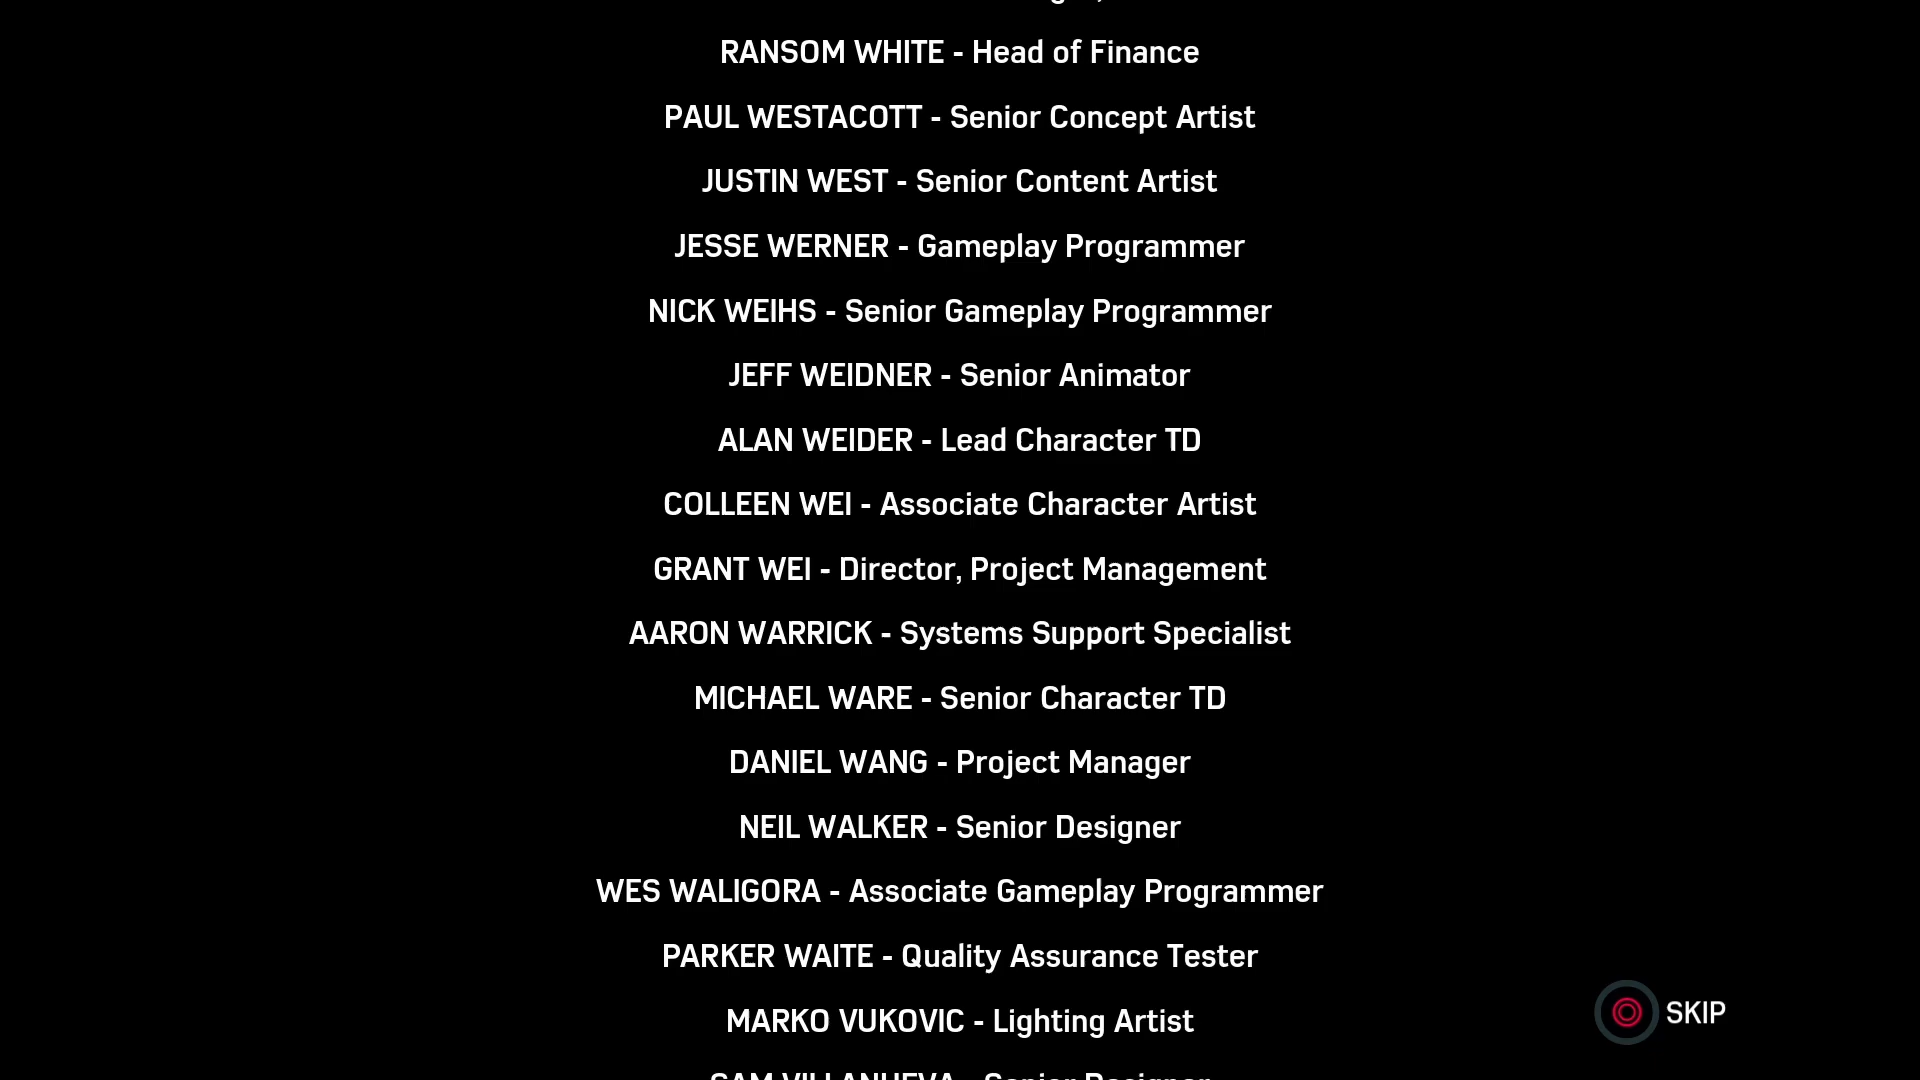 RANSOM WHITE - Head of Finance
PAUL WESTACOTT - Senior Concept Artist
JUSTIN WEST - Senior Content Artist
JESSE WERNER - Gameplay Programmer
NICK WEIHS - Senior Gameplay Programmer
JEFF WEIDNER - Senior Animator
ALAN WEIDER - Lead Character TD
COLLEEN WEI - Associate Character Artist
GRANT WEI - Director, Project Management
AARON WARRICK - Systems Support Specialist
MICHAEL WARE - Senior Character TD
DANIEL WANG - Project Manager
NEIL WALKER - Senior Designer
WES WALIGORA - Associate Gameplay Programmer
PARKER WAITE - Quality Assurance Tester
MARKO VUKOVIC - Lighting Artist
SKIP
SAM VILLANUEVA - Senior Designer